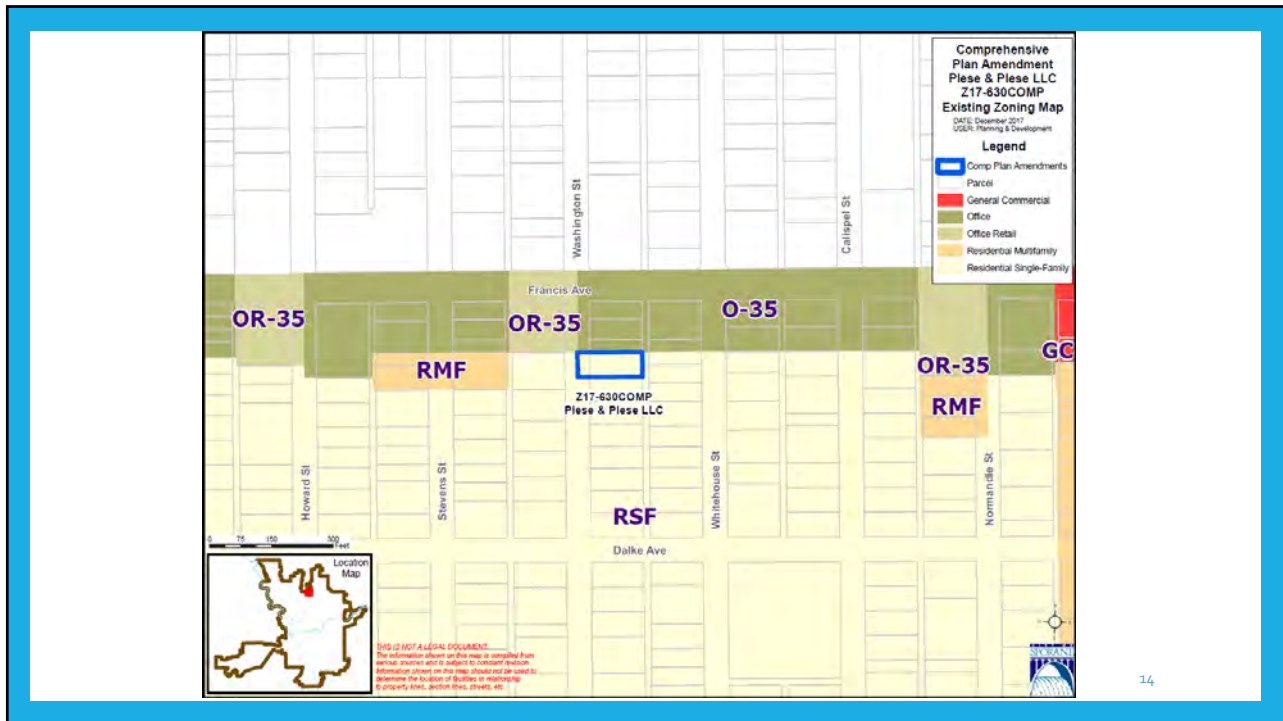 Comprehensive
Plan Amendment
Plese & Plese LLC
Z17-630COMP
Existing Zoning Map
DATE: December 2017
USER: Planning & Development
Legend
Comp Plan Amendments
Parcel
General Commercial
Office
Office Retail
Residential Multifamily
Residential Single-Family
Washington St
Calispel St
Francis Ave
OR-35
OR-35
O-35
OR-35
GC
RMF
RMF
Z17-630COMP
Plese & Plese LLC
Howard St
Stevens St
Whitehouse St
Normandie St
RSF
Dalke Ave
0 75 150 300
Feet
Location
Map
THIS IS NOT A LEGAL DOCUMENT:
The information shown on this map is compiled from
various sources and is subject to constant revision.
Information shown on this map should not be used to
determine the location of facilities in relationship
to property lines, section lines, streets, etc.
SPOKANE
14